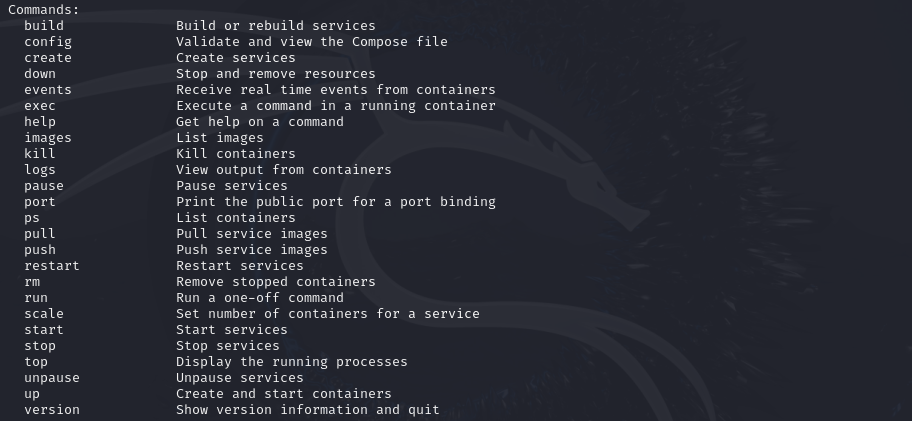 Commands:
  build              Build or rebuild services
  config             Validate and view the Compose file
  create             Create services
  down               Stop and remove resources
  events             Receive real time events from containers
  exec               Execute a command in a running container
  help               Get help on a command
  images             List images
  kill               Kill containers
  logs               View output from containers
  pause              Pause services
  port               Print the public port for a port binding
  ps                 List containers
  pull               Pull service images
  push               Push service images
  restart            Restart services
  rm                 Remove stopped containers
  run                Run a one-off command
  scale              Set number of containers for a service
  start              Start services
  stop               Stop services
  top                Display the running processes
  unpause            Unpause services
  up                 Create and start containers
  version            Show version information and quit